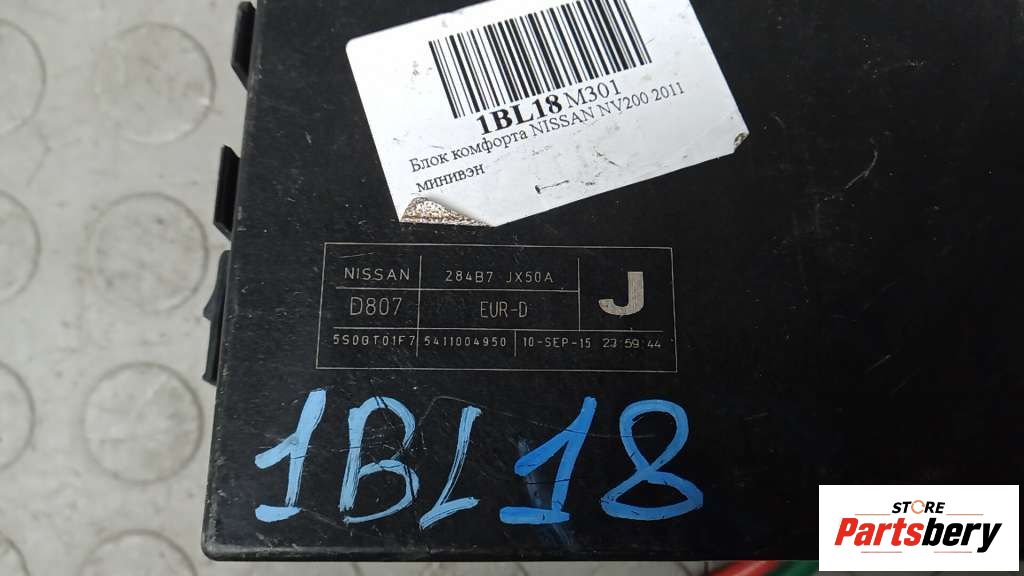 1BL18 M301
Блок комфорта NISSAN NV200 2011
минивэн
NISSAN 284B7 JX50A J
D807 EUR-D
5S0GT01F7 5411004950 10-SEP-15 23:59:44
1BL18
STORE
Partsbery